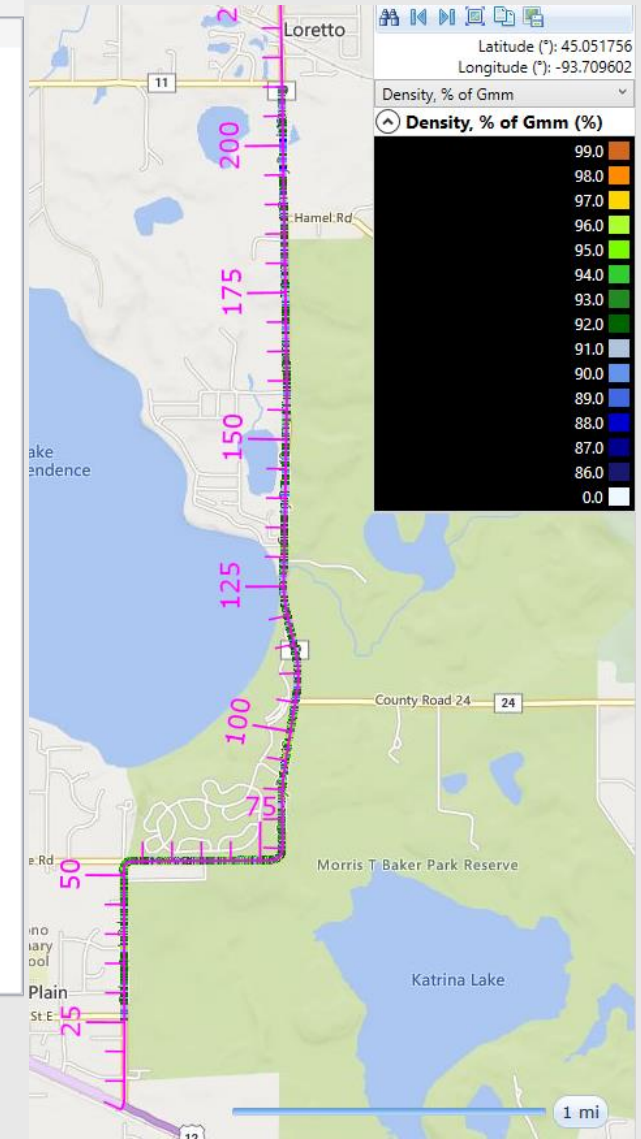 2
Loretto
11
200
Hamel Rd
175
150
ake
endence
125
100
County Road 24
24
75
e Rd
50
Morris T Baker Park Reserve
ono
ary
ool
Katrina Lake
Plain
St E
25
12
1 mi
Latitude (°): 45.051756
Longitude (°): -93.709602
Density, % of Gmm
Density, % of Gmm (%)
99.0
98.0
97.0
96.0
95.0
94.0
93.0
92.0
91.0
90.0
89.0
88.0
87.0
86.0
0.0